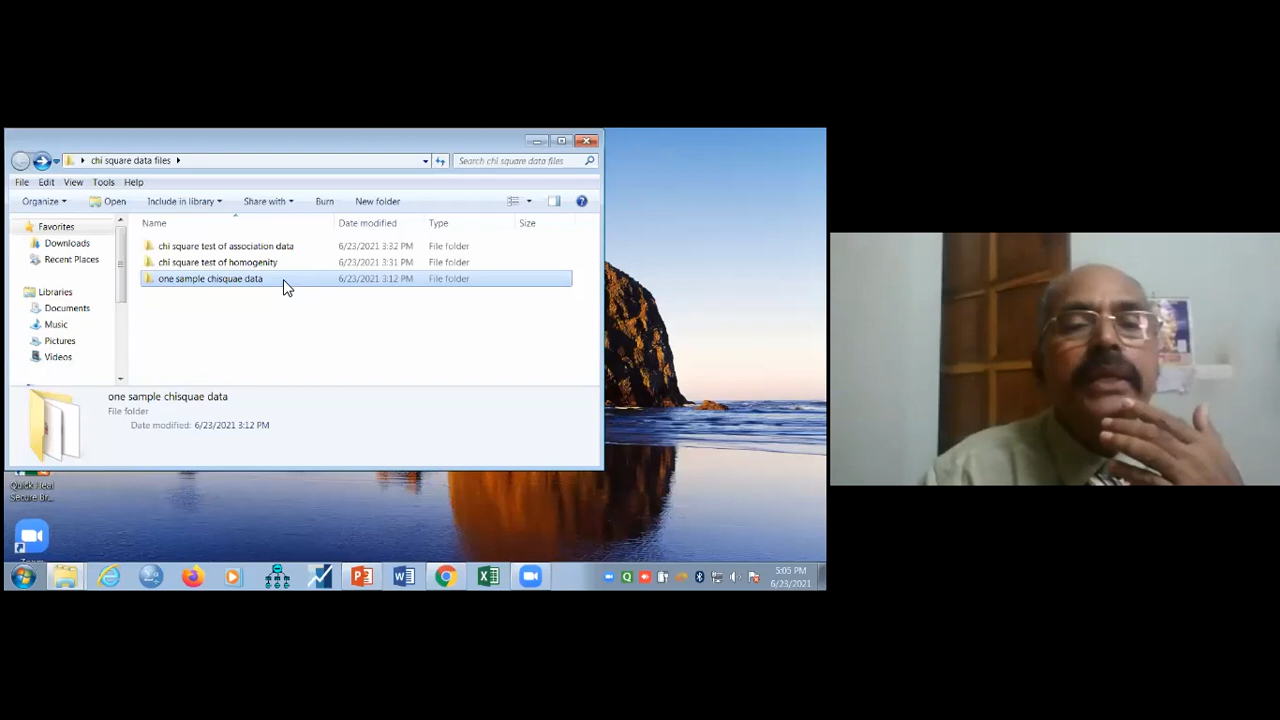 chi square data files
Search chi square data files
File Edit View Tools Help
Organize Open Include in library Share with Burn New folder
Name Date modified Type Size
Favorites
Downloads
Recent Places
Libraries
Documents
Music
Pictures
Videos
chi square test of association data 6/23/2021 3:32 PM File folder
chi square test of homogenity 6/23/2021 3:31 PM File folder
one sample chisquae data 6/23/2021 3:12 PM File folder
one sample chisquae data
File folder
Date modified: 6/23/2021 3:12 PM
Quick Heal
Secure Br...
5:05 PM
6/23/2021